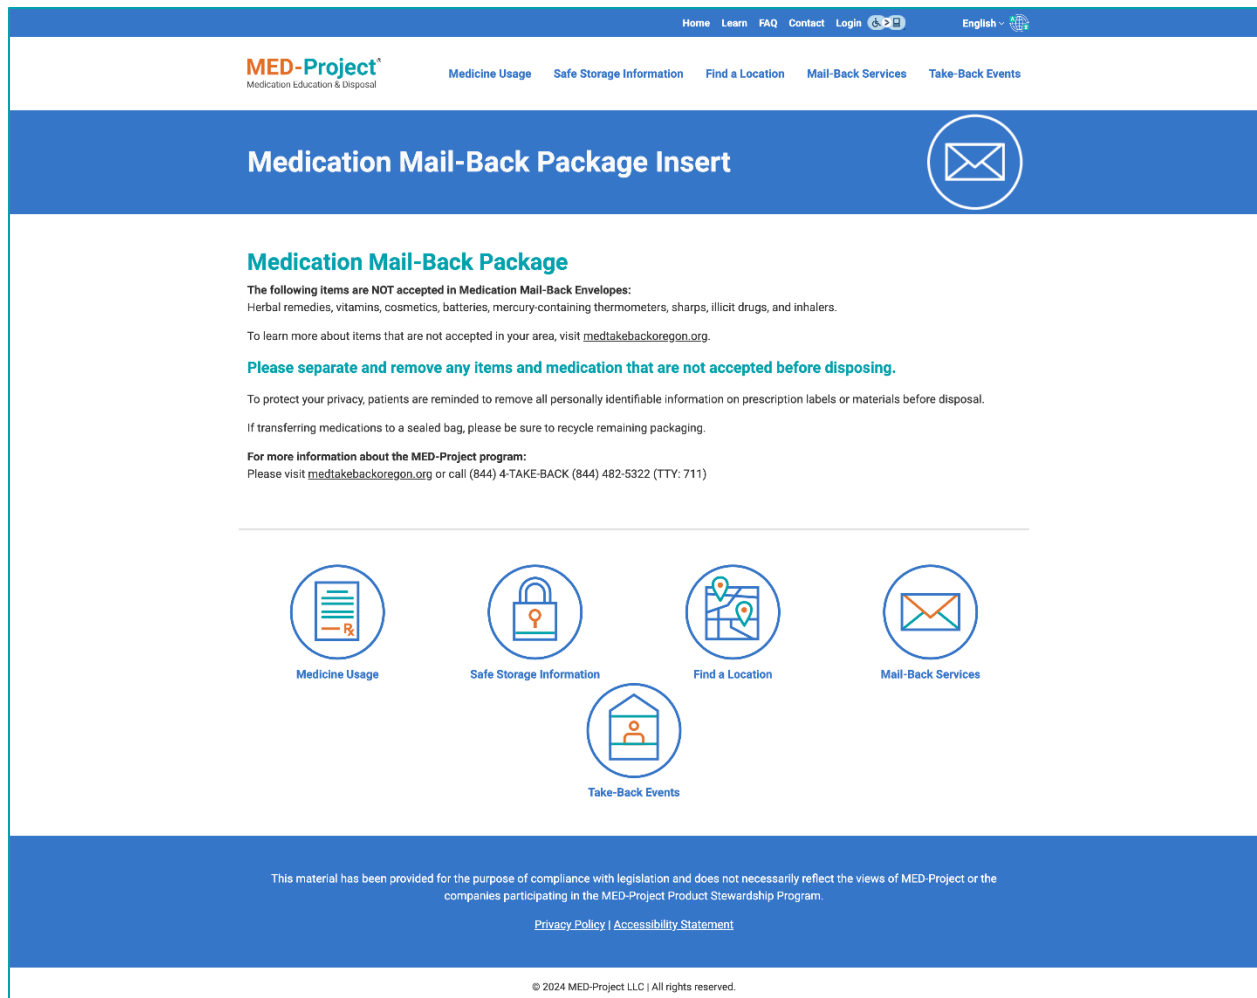 Home Learn FAQ Contact Login English
MED-Project®
Medication Education & Disposal
Medicine Usage Safe Storage Information Find a Location Mail-Back Services Take-Back Events
Medication Mail-Back Package Insert
Medication Mail-Back Package
The following items are NOT accepted in Medication Mail-Back Envelopes:
Herbal remedies, vitamins, cosmetics, batteries, mercury-containing thermometers, sharps, illicit drugs, and inhalers.
To learn more about items that are not accepted in your area, visit medtakebackoregon.org.
Please separate and remove any items and medication that are not accepted before disposing.
To protect your privacy, patients are reminded to remove all personally identifiable information on prescription labels or materials before disposal.
If transferring medications to a sealed bag, please be sure to recycle remaining packaging.
For more information about the MED-Project program:
Please visit medtakebackoregon.org or call (844) 4-TAKE-BACK (844) 482-5322 (TTY: 711)
Rx
Medicine Usage Safe Storage Information Find a Location Mail-Back Services
Take-Back Events
This material has been provided for the purpose of compliance with legislation and does not necessarily reflect the views of MED-Project or the
companies participating in the MED-Project Product Stewardship Program.
Privacy Policy | Accessibility Statement
© 2024 MED-Project LLC | All rights reserved.